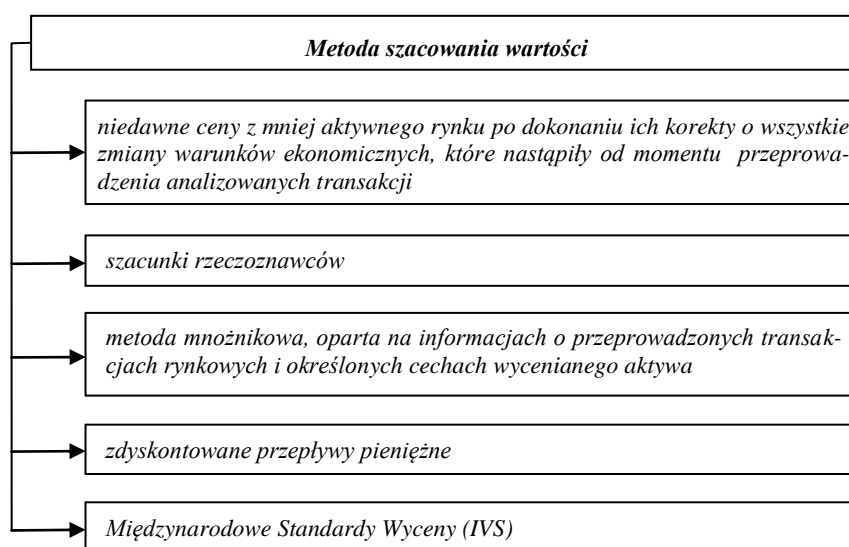 Metoda szacowania wartości
niedawne ceny z mniej aktywnego rynku po dokonaniu ich korekty o wszystkie
zmiany warunków ekonomicznych, które nastąpiły od momentu przeprowa-
dzenia analizowanych transakcji
szacunki rzeczoznawców
metoda mnożnikowa, oparta na informacjach o przeprowadzonych transak-
cjach rynkowych i określonych cechach wycenianego aktywa
zdyskontowane przepływy pieniężne
Międzynarodowe Standardy Wyceny (IVS)